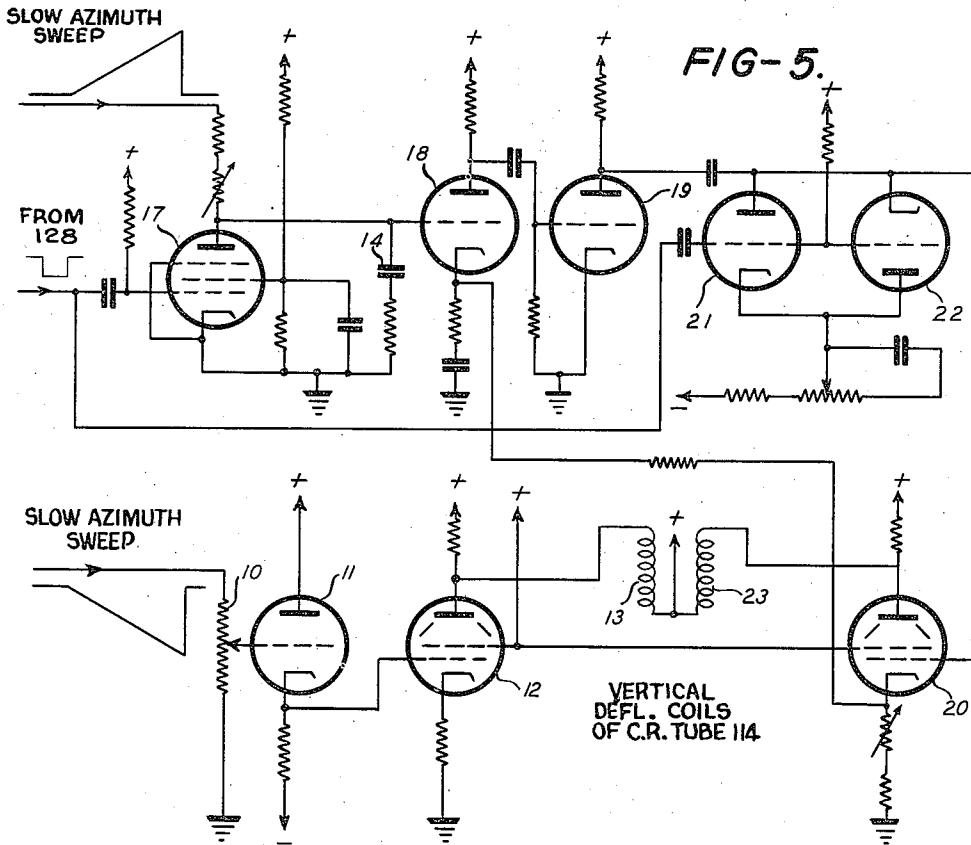 SLOW AZIMUTH
SWEEP
FIG-5.
+
+
+
+
+
18
19
17
14
FROM
128
21
22
-
SLOW AZIMUTH
SWEEP
+
+
+
+
+
10
11
13
23
12
20
VERTICAL
DEFL. COILS
OF C.R. TUBE 114
-